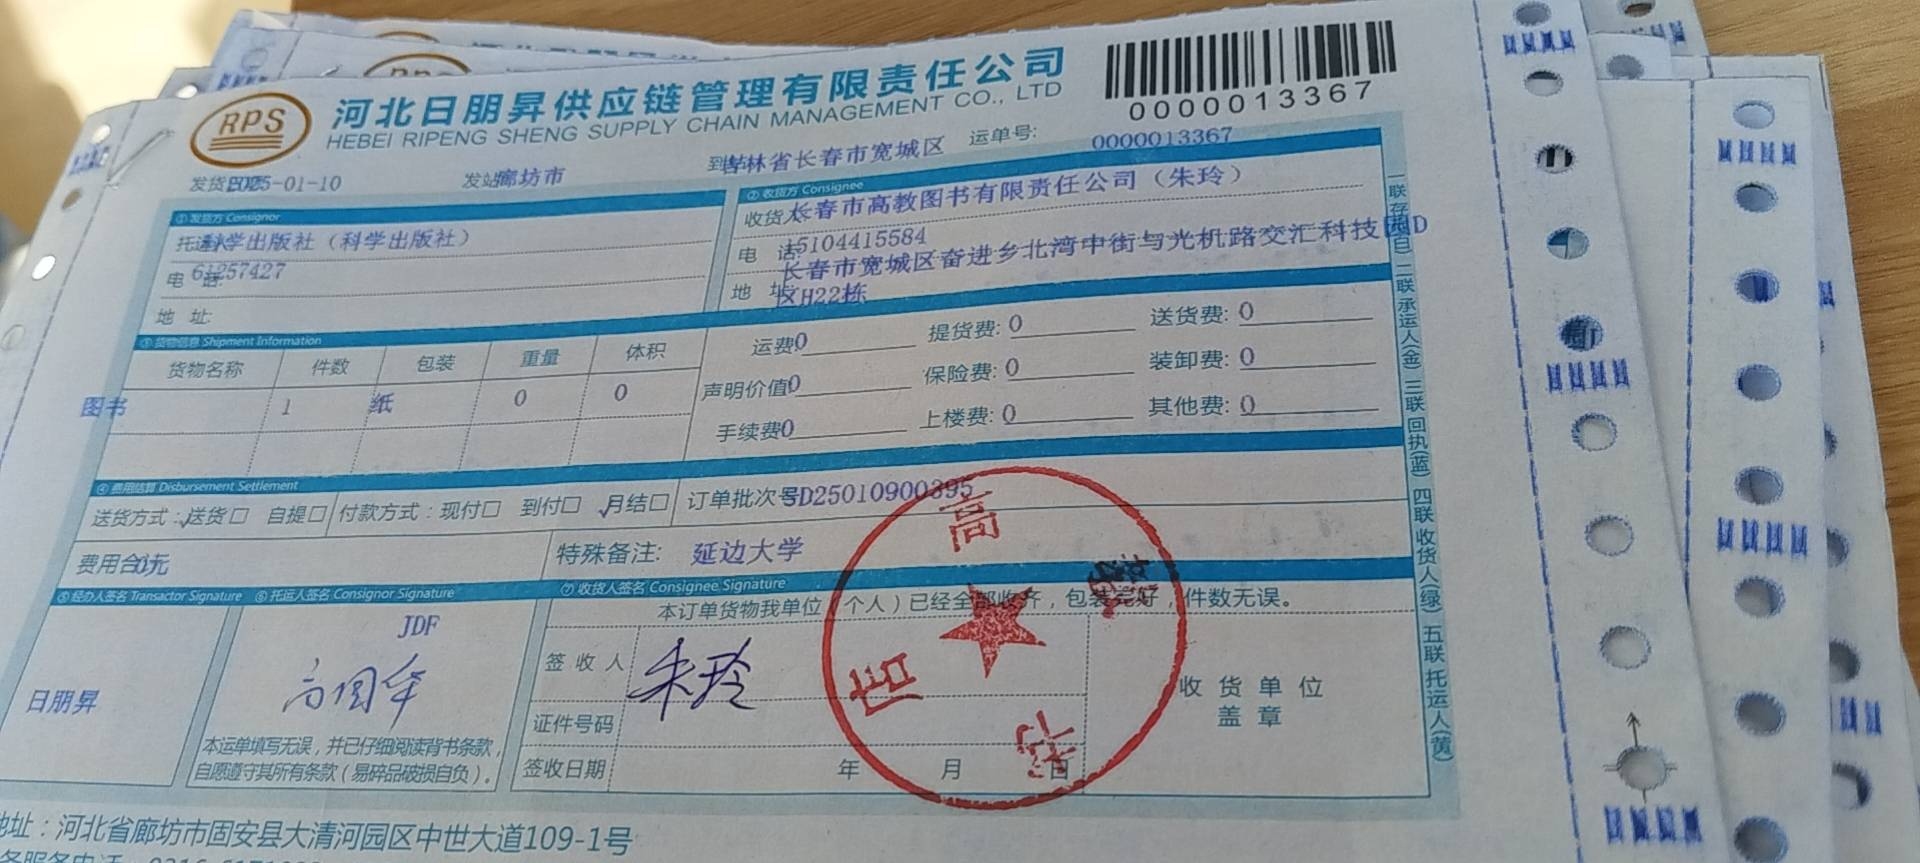 RPS
河北日朋昇供应链管理有限责任公司
HEBEI RIPENG SHENG SUPPLY CHAIN MANAGEMENT CO., LTD
0000013367
发货日期 2025-01-10 发站 廊坊市 到站 吉林省长春市宽城区 运单号: 0000013367
①发货方 Consignor
托运人 科学出版社（科学出版社）
电 话: 61257427
地 址:
②收货方 Consignee
收货人 长春市高教图书有限责任公司（朱玲）
电 话: 15104415584
地 址: 长春市宽城区奋进乡北湾中街与光机路交汇科技园D
区H22栋
③货物信息 Shipment Information
货物名称 件数 包装 重量 体积
图书 1 纸 0 0
运费0 提货费: 0 送货费: 0
声明价值0 保险费: 0 装卸费: 0
手续费0 上楼费: 0 其他费: 0
④费用结算 Disbursement Settlement
送货方式: ✓送货□ 自提□ 付款方式: 现付□ 到付□ ✓月结□ 订单批次号D25010900395
费用合计0元 特殊备注: 延边大学
⑤经办人签名 Transactor Signature ⑥托运人签名 Consignor Signature ⑦收货人签名 Consignee Signature
日朋昇
JDF
本运单填写无误，并已仔细阅读背书条款，
自愿遵守其所有条款（易碎品破损自负）。
本订单货物我单位（个人）已经全部收齐，包装完好，件数无误。
签 收 人 朱玲
证件号码
签收日期 年 月 日
收 货 单 位
盖 章
高
一联存自 二联承运人(金) 三联回执(蓝) 四联收货人(绿) 五联托运人(黄)
地址：河北省廊坊市固安县大清河园区中世大道109-1号